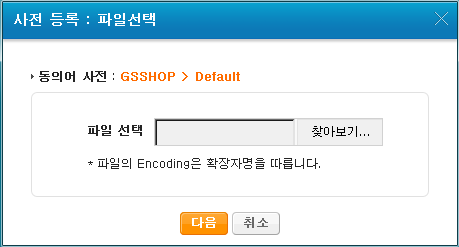 사전 등록 : 파일선택
동의어 사전 : GSSHOP > Default
파일 선택 찾아보기...
* 파일의 Encoding은 확장자명을 따릅니다.
다음 취소